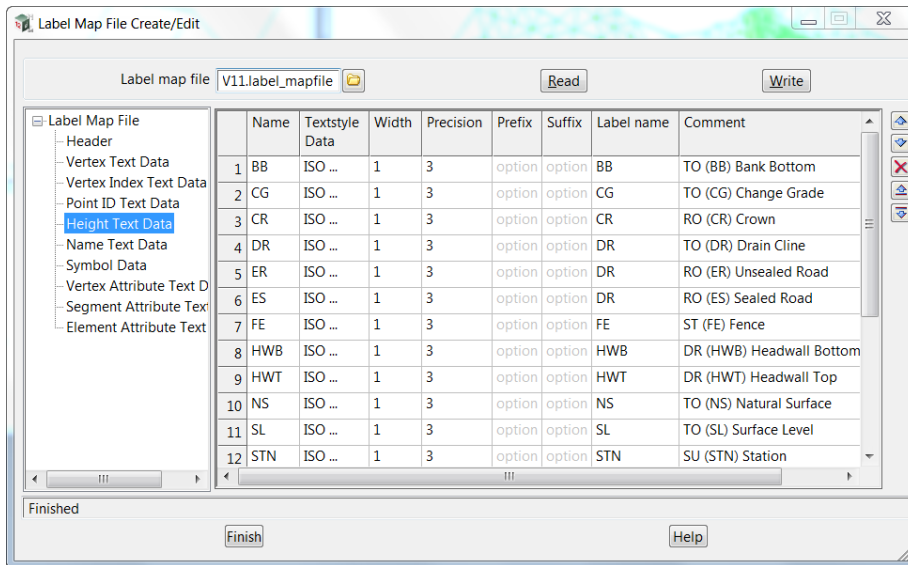 Label Map File Create/Edit
Label map file V11.label_mapfile Read Write
Label Map File
Header
Vertex Text Data
Vertex Index Text Data
Point ID Text Data
Height Text Data
Name Text Data
Symbol Data
Vertex Attribute Text D
Segment Attribute Tex
Element Attribute Text
Name Textstyle Data Width Precision Prefix Suffix Label name Comment
1 BB ISO ... 1 3 option option BB TO (BB) Bank Bottom
2 CG ISO ... 1 3 option option CG TO (CG) Change Grade
3 CR ISO ... 1 3 option option CR RO (CR) Crown
4 DR ISO ... 1 3 option option DR TO (DR) Drain Cline
5 ER ISO ... 1 3 option option DR RO (ER) Unsealed Road
6 ES ISO ... 1 3 option option DR RO (ES) Sealed Road
7 FE ISO ... 1 3 option option FE ST (FE) Fence
8 HWB ISO ... 1 3 option option HWB DR (HWB) Headwall Bottom
9 HWT ISO ... 1 3 option option HWT DR (HWT) Headwall Top
10 NS ISO ... 1 3 option option NS TO (NS) Natural Surface
11 SL ISO ... 1 3 option option SL TO (SL) Surface Level
12 STN ISO ... 1 3 option option STN SU (STN) Station
Finished
Finish Help